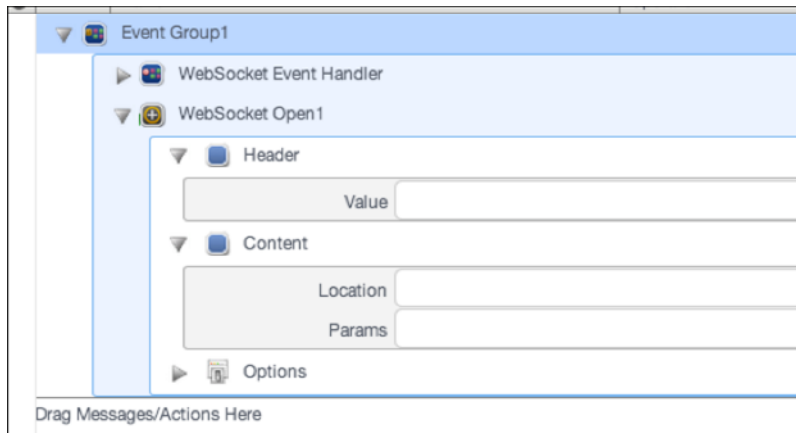 Event Group1
WebSocket Event Handler
WebSocket Open1
Header
Value
Content
Location
Params
Options
Drag Messages/Actions Here